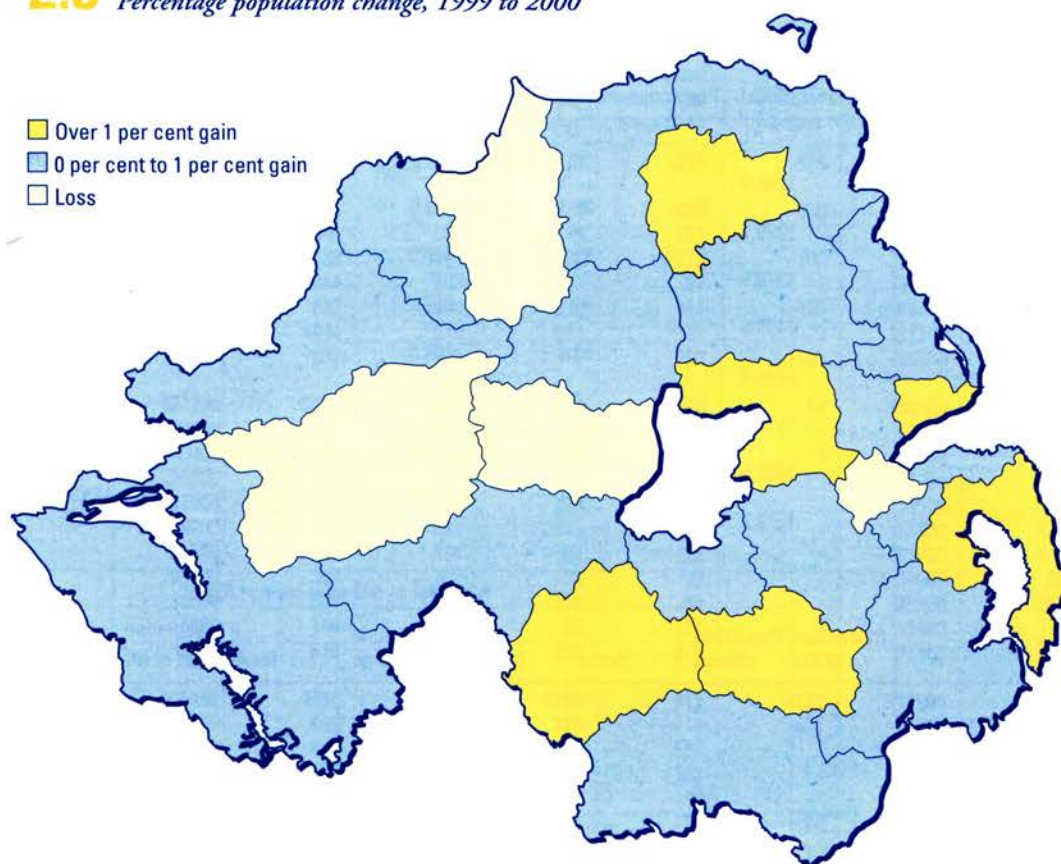 Percentage population change, 1999 to 2000
Over 1 per cent gain
0 per cent to 1 per cent gain
Loss